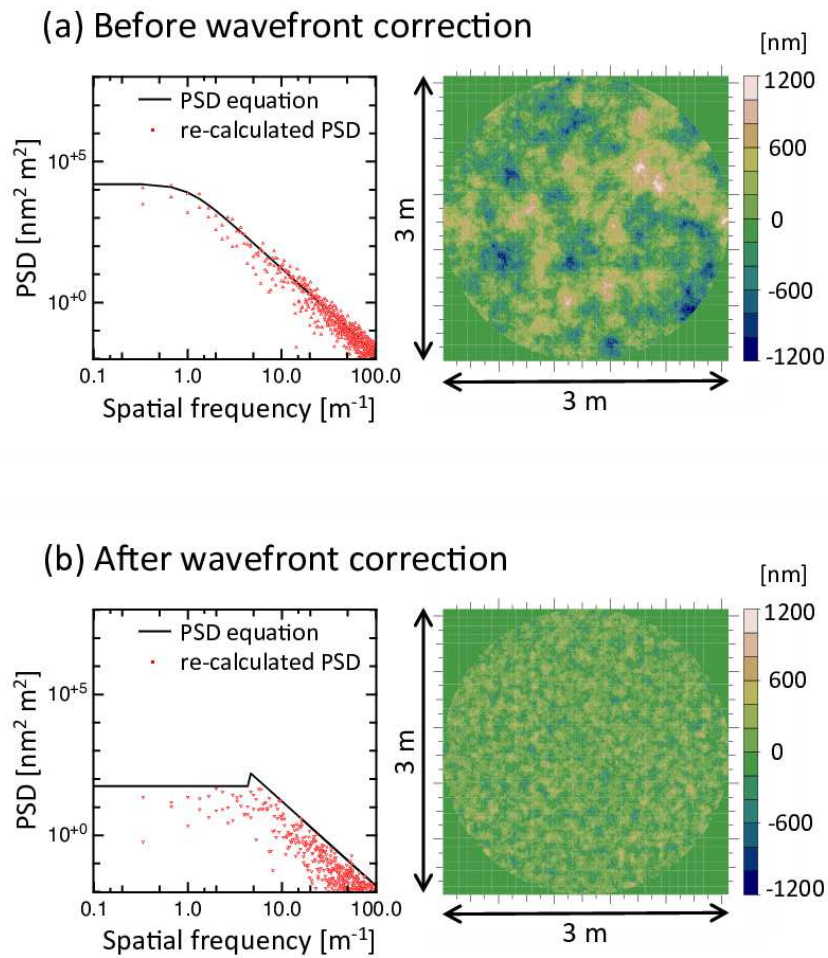 (a) Before wavefront correction
[nm]
PSD equation
re-calculated PSD
10+5
10+0
PSD [nm2 m2]
0.1 1.0 10.0 100.0
Spatial frequency [m-1]
3 m
3 m
1200
600
0
-600
-1200
(b) After wavefront correction
[nm]
PSD equation
re-calculated PSD
10+5
10+0
PSD [nm2 m2]
0.1 1.0 10.0 100.0
Spatial frequency [m-1]
3 m
3 m
1200
600
0
-600
-1200